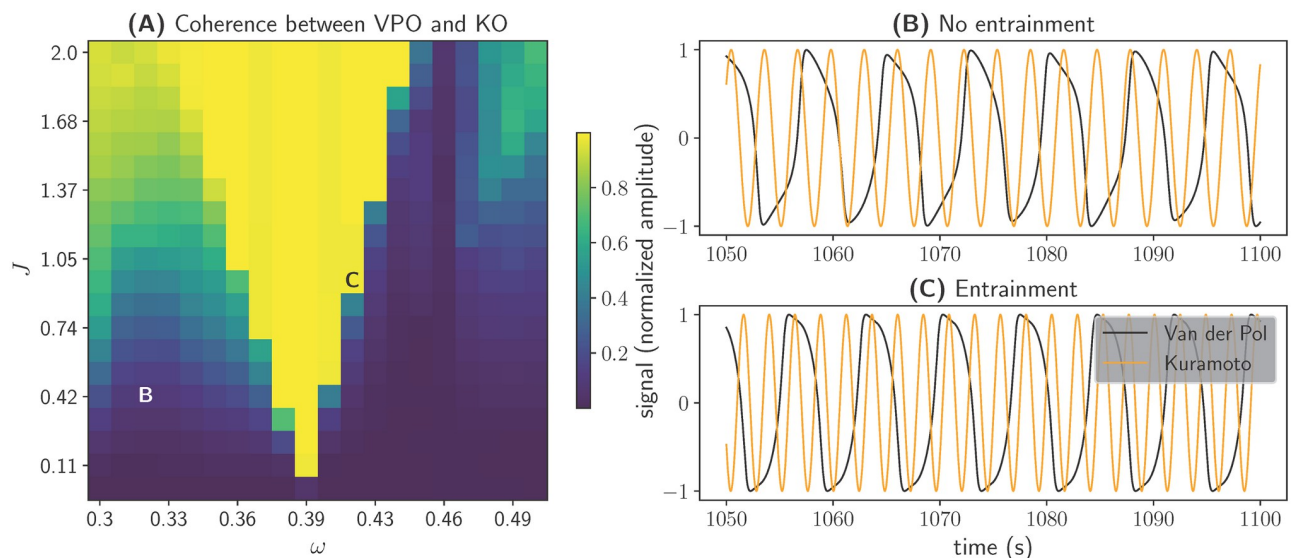 (A) Coherence between VPO and KO
2.0
1.68
1.37
1.05
0.74
0.42
0.11
J
B
C
0.3 0.33 0.36 0.39 0.43 0.46 0.49
ω
0.8
0.6
0.4
0.2
signal (normalized amplitude)
(B) No entrainment
1
0
−1
1050 1060 1070 1080 1090 1100
(C) Entrainment
1
0
−1
Van der Pol
Kuramoto
1050 1060 1070 1080 1090 1100
time (s)